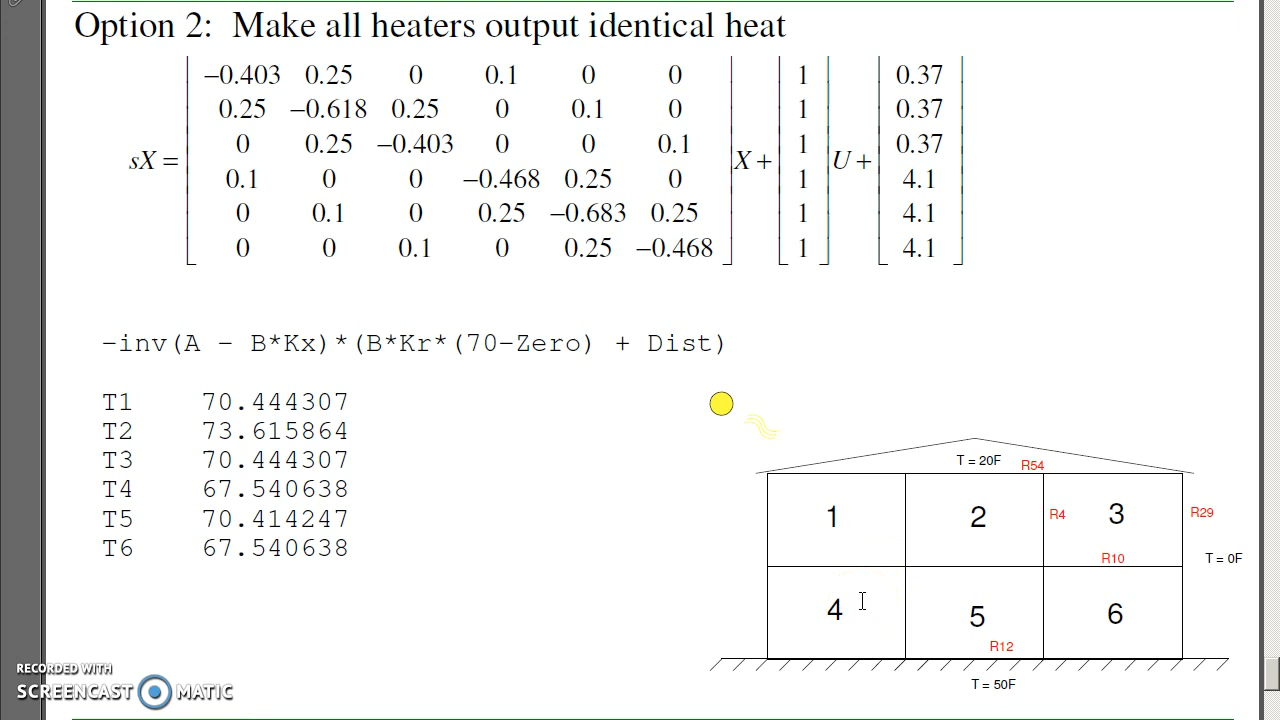 Option 2: Make all heaters output identical heat
−0.403 0.25 0 0.1 0 0 1 0.37
0.25 −0.618 0.25 0 0.1 0 1 0.37
0 0.25 −0.403 0 0 0.1 1 0.37
sX = X + U +
0.1 0 0 −0.468 0.25 0 1 4.1
0 0.1 0 0.25 −0.683 0.25 1 4.1
0 0 0.1 0 0.25 −0.468 1 4.1
-inv(A - B*Kx)*(B*Kr*(70-Zero) + Dist)
T1 70.444307
T2 73.615864
T3 70.444307
T4 67.540638
T5 70.414247
T6 67.540638
T = 20F R54
1 2 R4 3 R29
R10 T = 0F
4 5 6
R12
T = 50F
RECORDED WITH
SCREENCAST MATIC